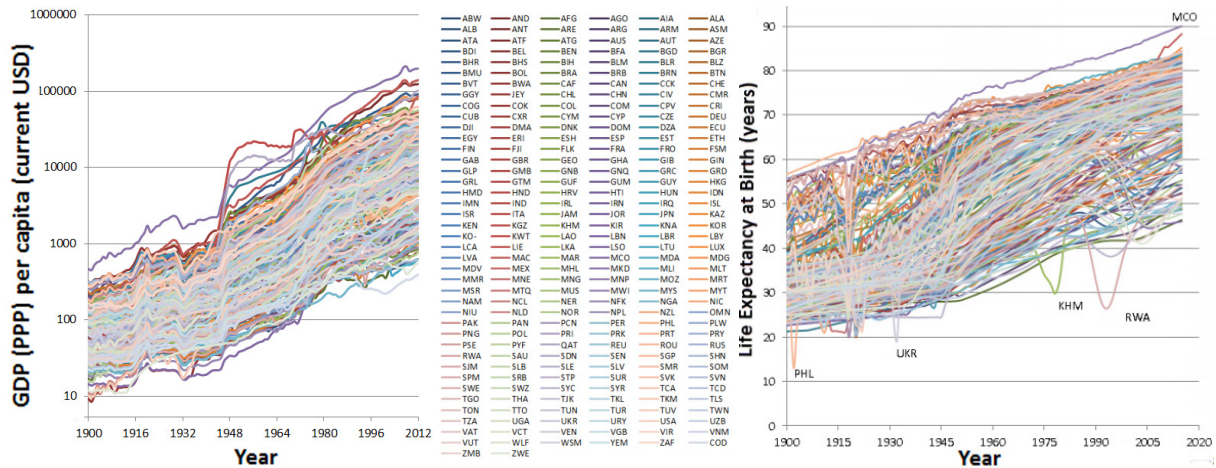 GDP (PPP) per capita (current USD)
1000000
100000
10000
1000
100
10
1900 1916 1932 1948 1964 1980 1996 2012
Year
ABW AND AFG AGO AIA ALA
ALB ANT ARE ARG ARM ASM
ATA ATF ATG AUS AUT AZE
BDI BEL BEN BFA BGD BGR
BHR BHS BIH BLM BLR BLZ
BMU BOL BRA BRB BRN BTN
BVT BWA CAF CAN CCK CHE
GGY JEY CHL CHN CIV CMR
COG COK COL COM CPV CRI
CUB CXR CYM CYP CZE DEU
DJI DMA DNK DOM DZA ECU
EGY ERI ESH ESP EST ETH
FIN FJI FLK FRA FRO FSM
GAB GBR GEO GHA GIB GIN
GLP GMB GNB GNQ GRC GRD
GRL GTM GUF GUM GUY HKG
HMD HND HRV HTI HUN IDN
IMN IND IRL IRN IRQ ISL
ISR ITA JAM JOR JPN KAZ
KEN KGZ KHM KIR KNA KOR
KO- KWT LAO LBN LBR LBY
LCA LIE LKA LSO LTU LUX
LVA MAC MAR MCO MDA MDG
MDV MEX MHL MKD MLI MLT
MMR MNE MNG MNP MOZ MRT
MSR MTQ MUS MWI MYS MYT
NAM NCL NER NFK NGA NIC
NIU NLD NOR NPL NZL OMN
PAK PAN PCN PER PHL PLW
PNG POL PRI PRK PRT PRY
PSE PYF QAT REU ROU RUS
RWA SAU SDN SEN SGP SHN
SJM SLB SLE SLV SMR SOM
SPM SRB STP SUR SVK SVN
SWE SWZ SYC SYR TCA TCD
TGO THA TJK TKL TKM TLS
TON TTO TUN TUR TUV TWN
TZA UGA UKR URY USA UZB
VAT VCT VEN VGB VIR VNM
VUT WLF WSM YEM ZAF COD
ZMB ZWE
Life Expectancy at Birth (years)
90
80
70
60
50
40
30
20
10
0
MCO
KHM
RWA
UKR
PHL
1900 1915 1930 1945 1960 1975 1990 2005 2020
Year